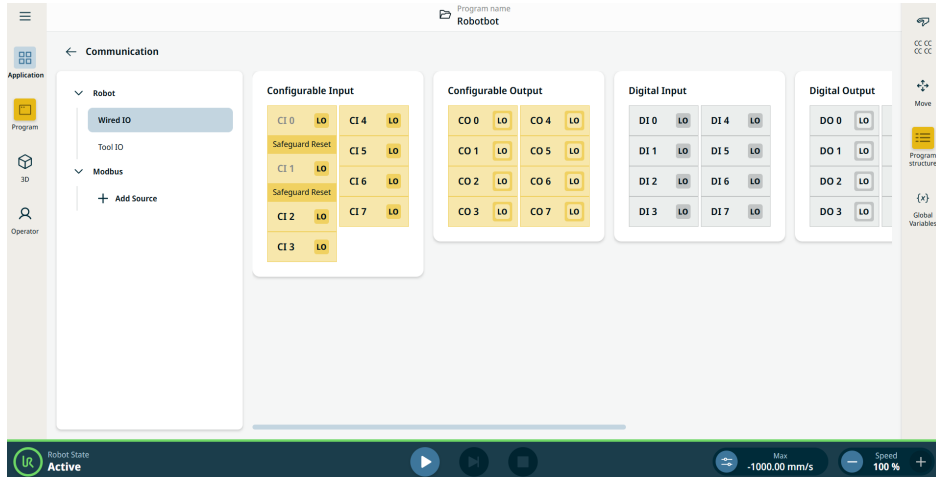 Program name
Robotbot
Application
Program
3D
Operator
Communication
Robot
Wired IO
Tool IO
Modbus
Add Source
Configurable Input
CI 0 LO CI 4 LO
Safeguard Reset
CI 5 LO
CI 1 LO
CI 6 LO
Safeguard Reset
CI 2 LO CI 7 LO
CI 3 LO
Configurable Output
CO 0 LO CO 4 LO
CO 1 LO CO 5 LO
CO 2 LO CO 6 LO
CO 3 LO CO 7 LO
Digital Input
DI 0 LO DI 4 LO
DI 1 LO DI 5 LO
DI 2 LO DI 6 LO
DI 3 LO DI 7 LO
Digital Output
DO 0 LO
DO 1 LO
DO 2 LO
DO 3 LO
CC CC
CC CC
Move
Program
structure
{x}
Global
Variables
UR
Robot State
Active
Max
-1000.00 mm/s
Speed
100 %